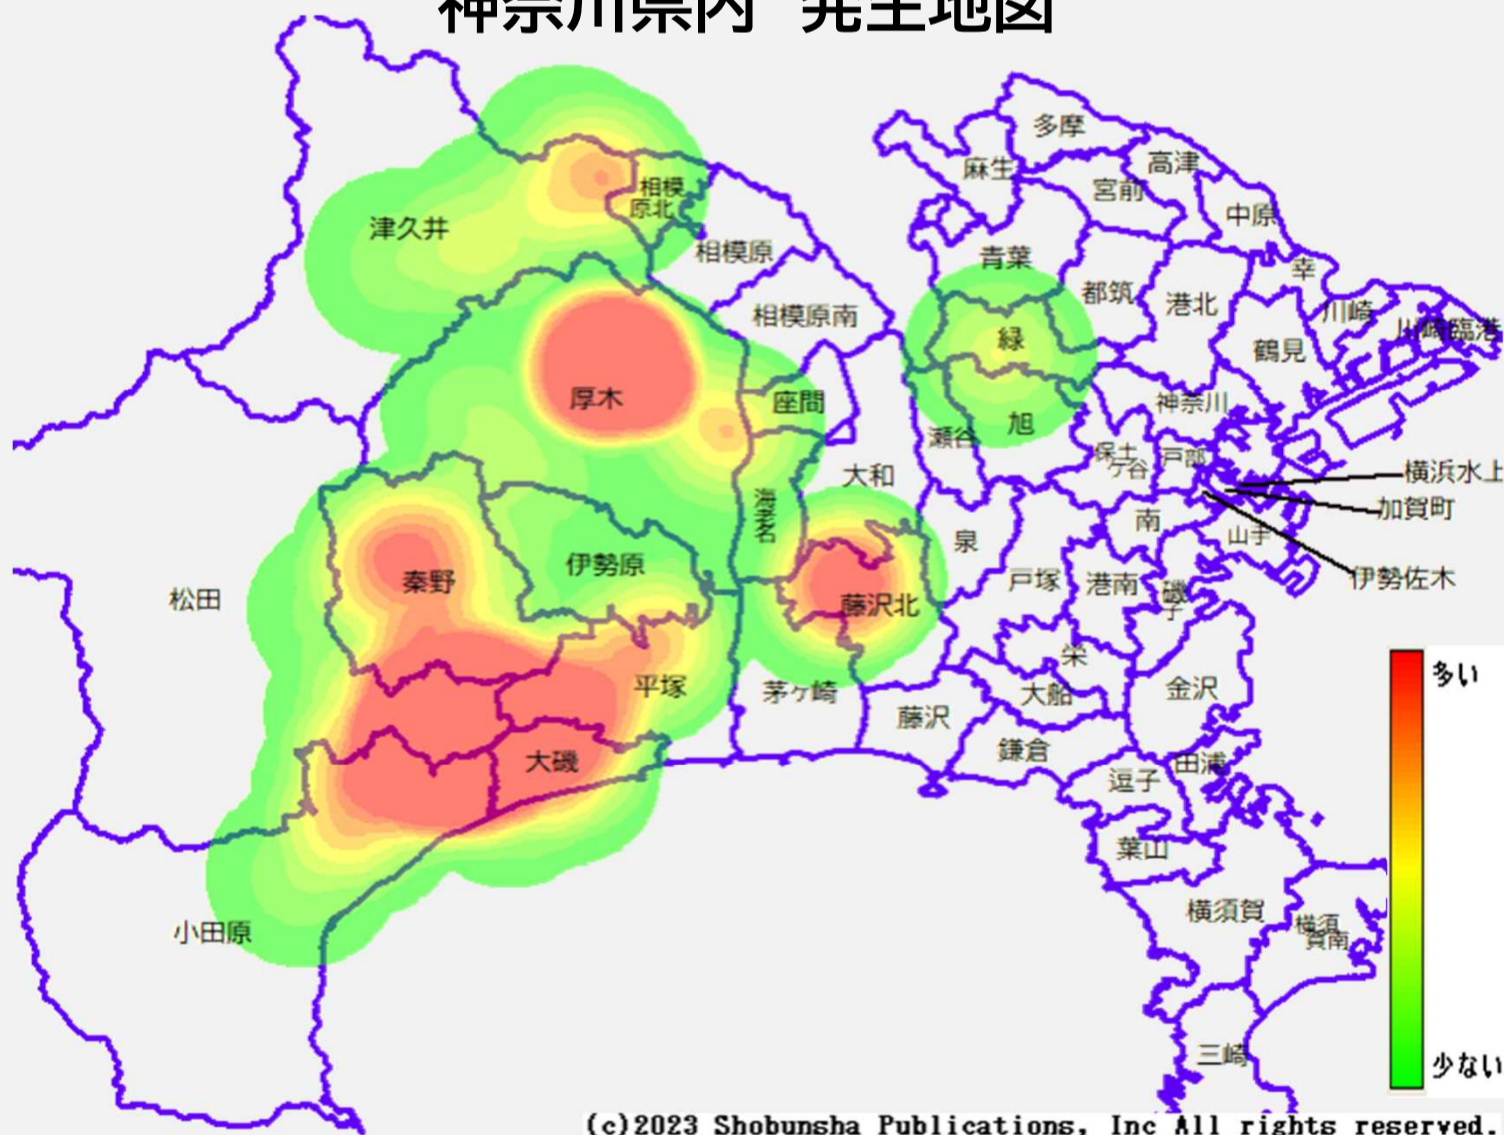 神奈川県内 発生地図
多摩
麻生
高津
宮前
相模
原北
津久井
中原
相模原
青葉
幸
都筑
港北
相模原南
川崎
川崎臨港
緑
鶴見
厚木
座間
神奈川
旭
瀬谷
保土
ケ谷
戸部
大和
横浜水上
海老名
加賀町
南
山手
泉
伊勢原
秦野
戸塚
港南
磯子
伊勢佐木
松田
藤沢北
栄
平塚
茅ヶ崎
大船
金沢
多い
藤沢
鎌倉
大磯
田浦
逗子
葉山
横須賀
横須
賀南
小田原
三崎
少ない
(c)2023 Shobunsha Publications, Inc All rights reserved.